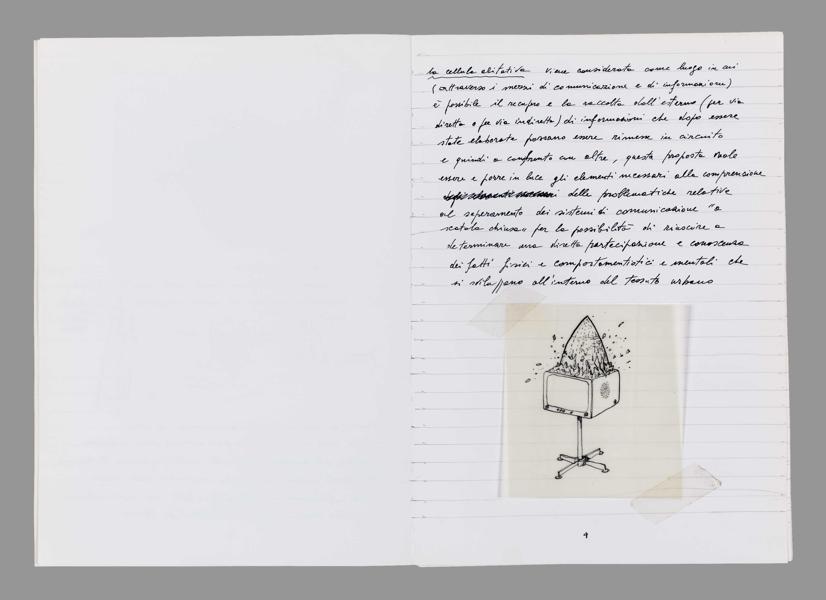 la cellula abitativa viene considerata come luogo in cui
(attraverso i mezzi di comunicazione e di informazione)
è possibile il recupero e la raccolta dall'esterno (per via
diretta o per via indiretta) di informazioni che dopo essere
state elaborate possano essere rimesse in circuito
e quindi a confronto con altre, questa proposta vuole
essere e porre in luce gli elementi necessari alla comprensione
delle problematiche relative
al superamento dei sistemi di comunicazione "a
scatola chiusa" per la possibilità di riuscire a
determinare una diretta partecipazione e conoscenza
dei fatti fisici e comportamentistici e mentali che
si sviluppano all'interno del tessuto urbano